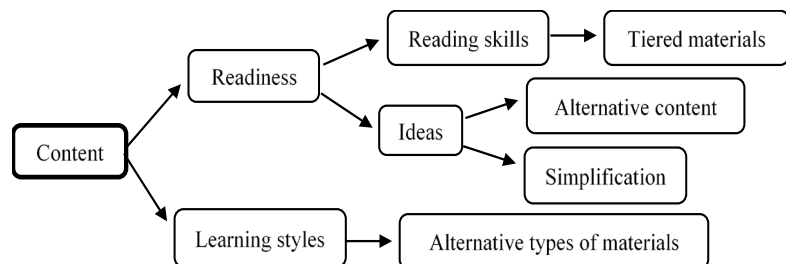 Reading skills
Tiered materials
Readiness
Alternative content
Ideas
Content
Simplification
Learning styles
Alternative types of materials